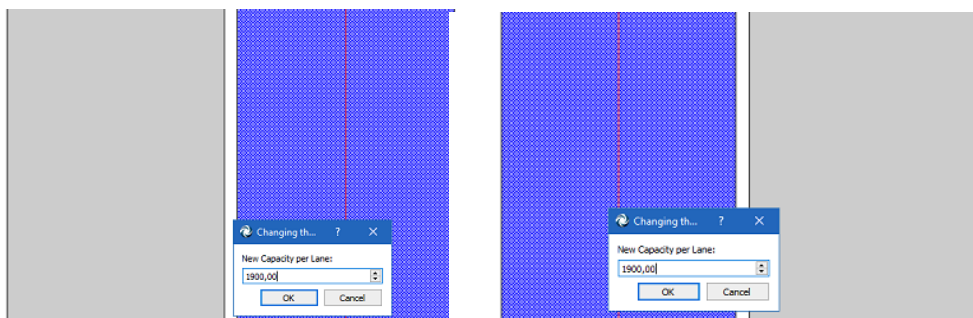 Changing th... ? ×
New Capacity per Lane:
1900,00
OK Cancel
Changing th... ? ×
New Capacity per Lane:
1900,00
OK Cancel